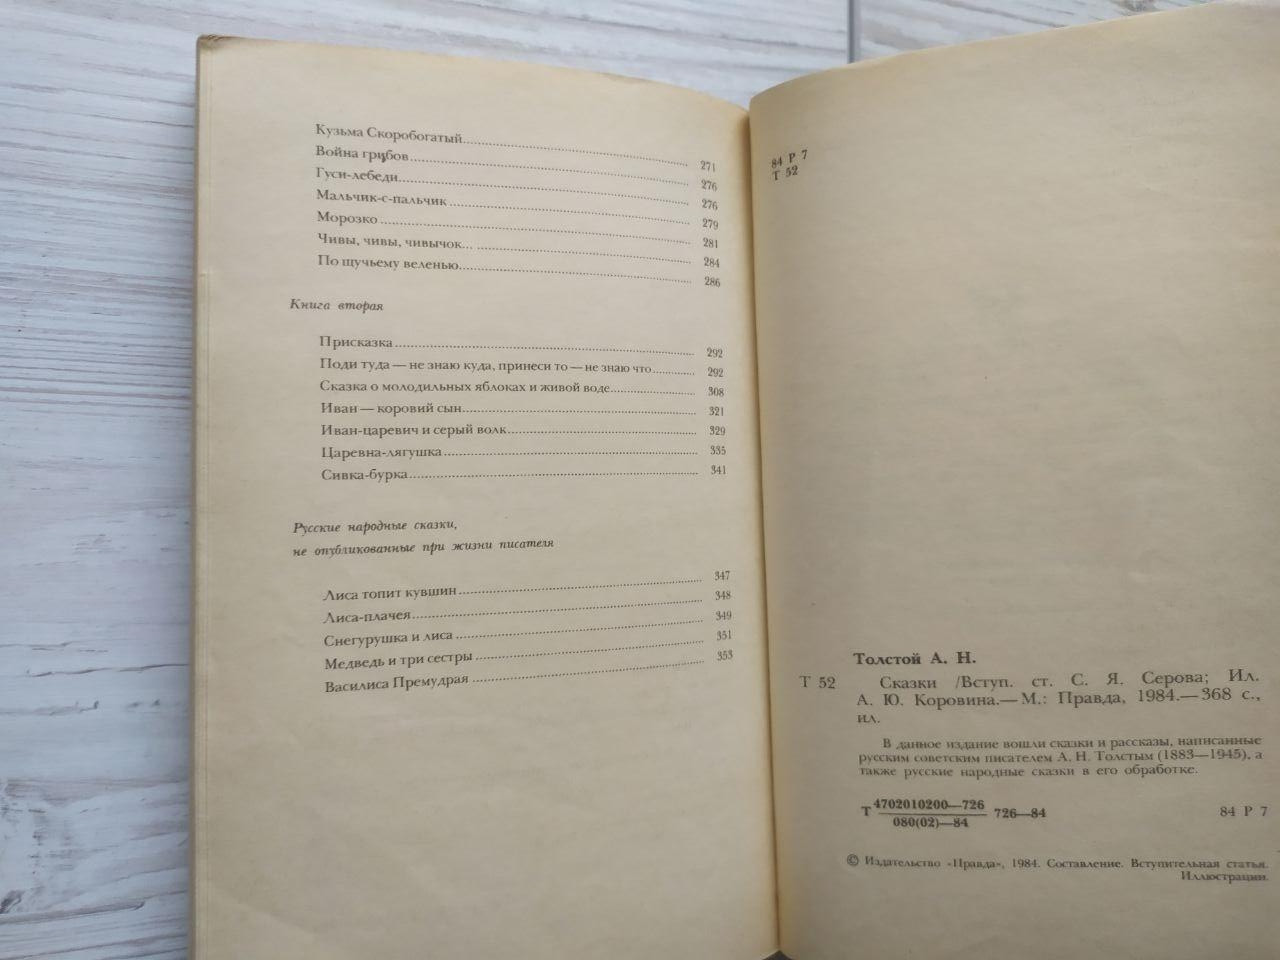 Кузьма Скоробогатый 271
Война грибов 276
Гуси-лебеди 276
Мальчик-с-пальчик 279
Морозко 281
Чивы, чивы, чивычок... 284
По щучьему веленью 286
Книга вторая
Присказка 292
Поди туда — не знаю куда, принеси то — не знаю что 292
Сказка о молодильных яблоках и живой воде 308
Иван — коровий сын 321
Иван-царевич и серый волк 329
Царевна-лягушка 335
Сивка-бурка 341
Русские народные сказки,
не опубликованные при жизни писателя
Лиса топит кувшин 347
Лиса-плачея 348
Снегурушка и лиса 349
Медведь и три сестры 351
Василиса Премудрая 353
84 Р 7
Т 52
Толстой А. Н.
Т 52 Сказки /Вступ. ст. С. Я. Серова; Ил.
А. Ю. Коровина.— М.: Правда, 1984.— 368 с.,
ил.
В данное издание вошли сказки и рассказы, написанные
русским советским писателем А. Н. Толстым (1883—1945), а
также русские народные сказки в его обработке.
Т 4702010200—726 726—84 84 Р 7
080(02)—84
© Издательство «Правда», 1984. Составление. Вступительная статья.
Иллюстрации.